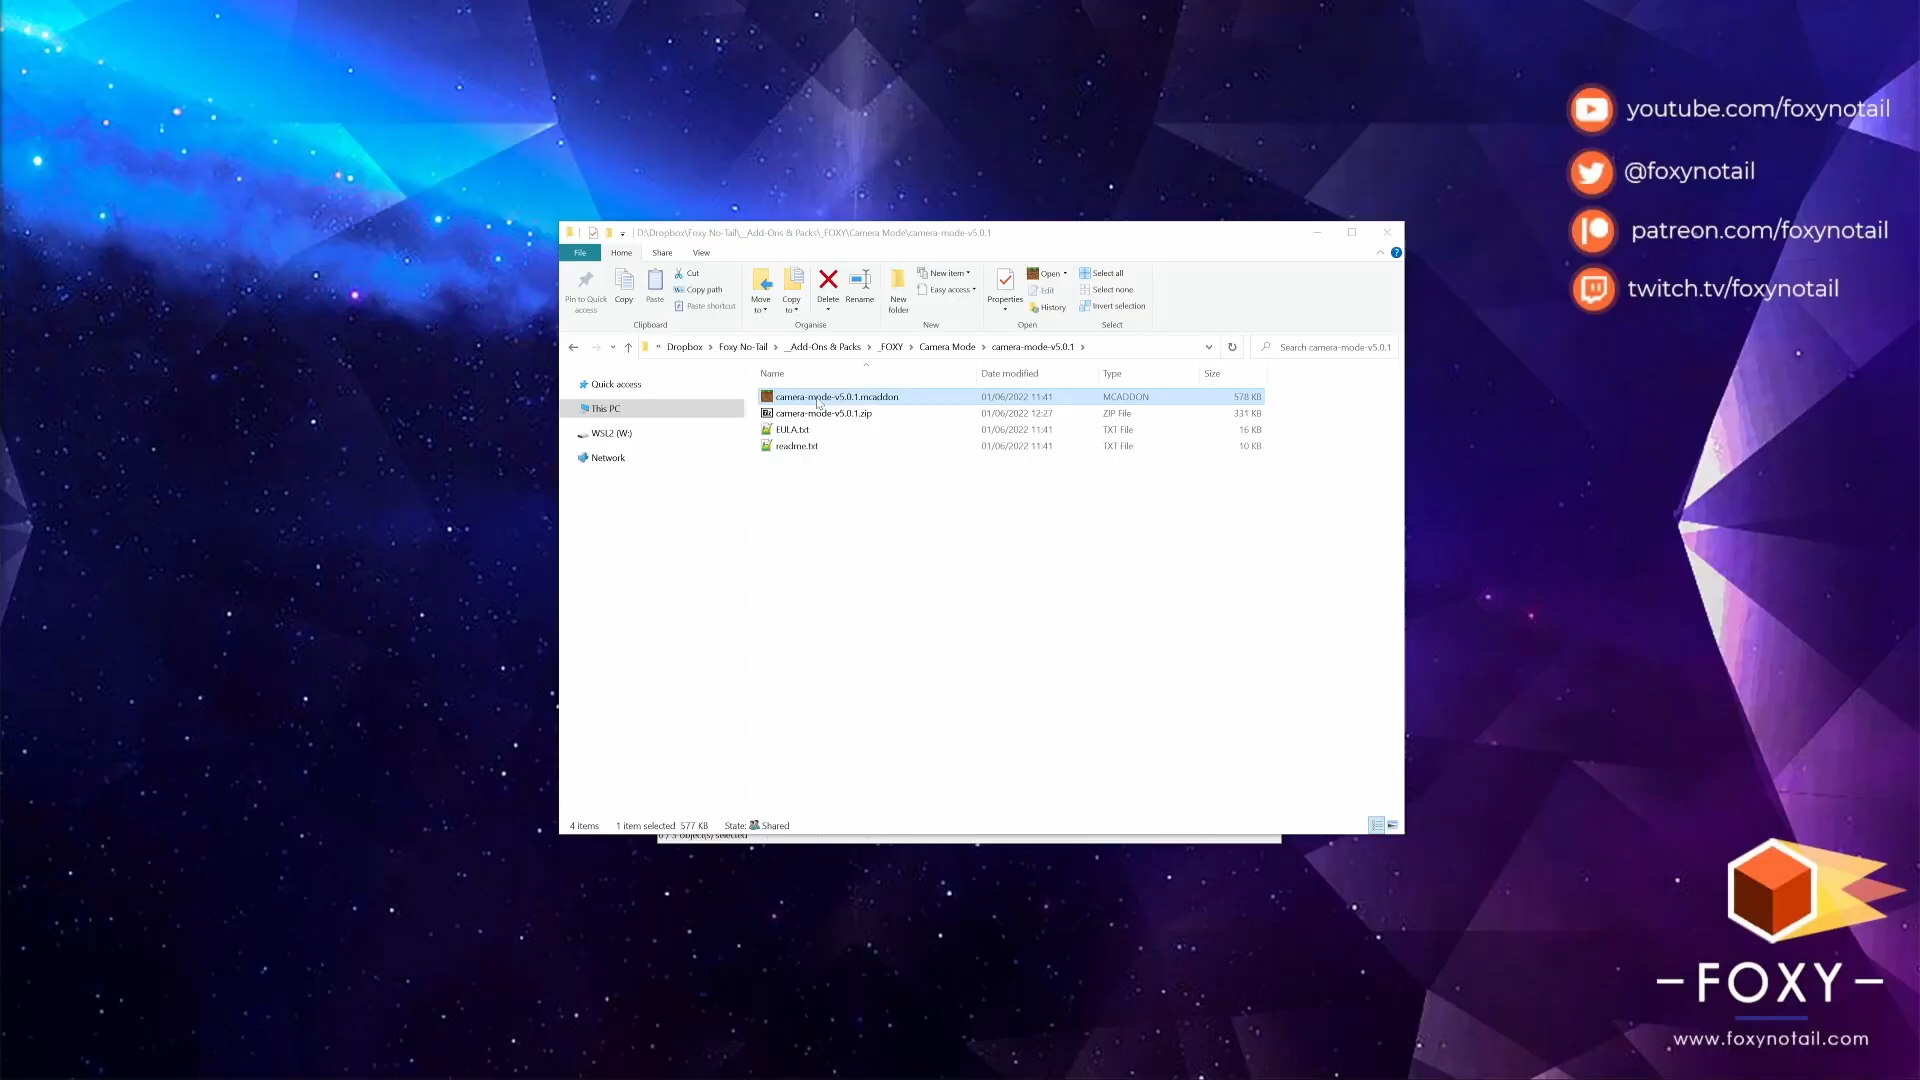 youtube.com/foxynotail
@foxynotail
patreon.com/foxynotail
twitch.tv/foxynotail
D:\Dropbox\Foxy No-Tail\__Add-Ons & Packs\_FOXY\Camera Mode\camera-mode-v5.0.1
File Home Share View
Pin to Quick access
Copy
Paste
Cut
Copy path
Paste shortcut
Clipboard
Move to
Copy to
Delete
Rename
Organise
New folder
New item
Easy access
New
Properties
Open
Edit
History
Open
Select all
Select none
Invert selection
Select
« Dropbox › Foxy No-Tail › __Add-Ons & Packs › _FOXY › Camera Mode › camera-mode-v5.0.1 ›
Search camera-mode-v5.0.1
Quick access
This PC
WSL2 (W:)
Network
Name Date modified Type Size
camera-mode-v5.0.1.mcaddon 01/06/2022 11:41 MCADDON 578 KB
camera-mode-v5.0.1.zip 01/06/2022 12:27 ZIP File 331 KB
EULA.txt 01/06/2022 11:41 TXT File 16 KB
readme.txt 01/06/2022 11:41 TXT File 10 KB
4 items 1 item selected 577 KB State: Shared
object(s) selected
FOXY
www.foxynotail.com